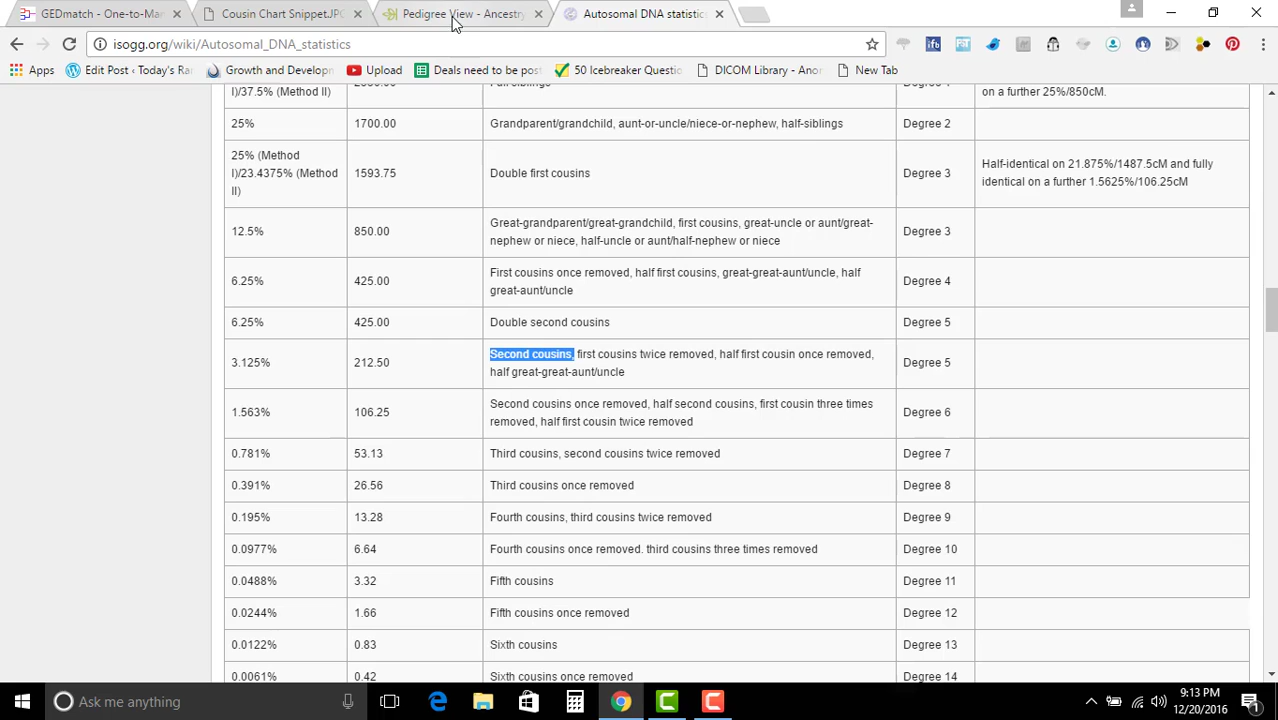 GEDmatch - One-to-Man
Cousin Chart Snippet.JPG
Pedigree View - Ancestry
Autosomal DNA statistics
isogg.org/wiki/Autosomal_DNA_statistics
Apps
Edit Post ‹ Today's Ra
Growth and Develop
Upload
Deals need to be post
50 Icebreaker Questio
DICOM Library - Anor
New Tab
I)/37.5% (Method II)
on a further 25%/850cM.
25%
1700.00
Grandparent/grandchild, aunt-or-uncle/niece-or-nephew, half-siblings
Degree 2
25% (Method
I)/23.4375% (Method
II)
1593.75
Double first cousins
Degree 3
Half-identical on 21.875%/1487.5cM and fully
identical on a further 1.5625%/106.25cM
12.5%
850.00
Great-grandparent/great-grandchild, first cousins, great-uncle or aunt/great-
nephew or niece, half-uncle or aunt/half-nephew or niece
Degree 3
6.25%
425.00
First cousins once removed, half first cousins, great-great-aunt/uncle, half
great-aunt/uncle
Degree 4
6.25%
425.00
Double second cousins
Degree 5
3.125%
212.50
Second cousins, first cousins twice removed, half first cousin once removed,
half great-great-aunt/uncle
Degree 5
1.563%
106.25
Second cousins once removed, half second cousins, first cousin three times
removed, half first cousin twice removed
Degree 6
0.781%
53.13
Third cousins, second cousins twice removed
Degree 7
0.391%
26.56
Third cousins once removed
Degree 8
0.195%
13.28
Fourth cousins, third cousins twice removed
Degree 9
0.0977%
6.64
Fourth cousins once removed. third cousins three times removed
Degree 10
0.0488%
3.32
Fifth cousins
Degree 11
0.0244%
1.66
Fifth cousins once removed
Degree 12
0.0122%
0.83
Sixth cousins
Degree 13
0.0061%
0.42
Sixth cousins once removed
Degree 14
Ask me anything
9:13 PM
12/20/2016